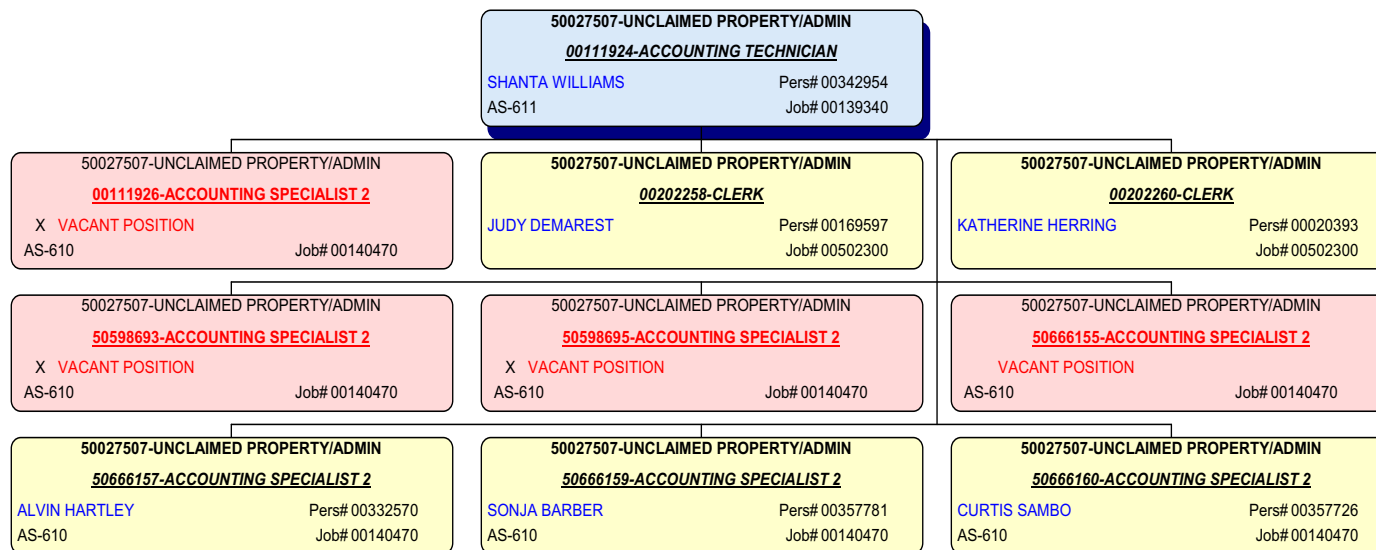 50027507-UNCLAIMED PROPERTY/ADMIN
00111924-ACCOUNTING TECHNICIAN
SHANTA WILLIAMS Pers# 00342954
AS-611 Job# 00139340
50027507-UNCLAIMED PROPERTY/ADMIN
00111926-ACCOUNTING SPECIALIST 2
X VACANT POSITION
AS-610 Job# 00140470
50027507-UNCLAIMED PROPERTY/ADMIN
00202258-CLERK
JUDY DEMAREST Pers# 00169597
Job# 00502300
50027507-UNCLAIMED PROPERTY/ADMIN
00202260-CLERK
KATHERINE HERRING Pers# 00020393
Job# 00502300
50027507-UNCLAIMED PROPERTY/ADMIN
50598693-ACCOUNTING SPECIALIST 2
X VACANT POSITION
AS-610 Job# 00140470
50027507-UNCLAIMED PROPERTY/ADMIN
50598695-ACCOUNTING SPECIALIST 2
X VACANT POSITION
AS-610 Job# 00140470
50027507-UNCLAIMED PROPERTY/ADMIN
50666155-ACCOUNTING SPECIALIST 2
VACANT POSITION
AS-610 Job# 00140470
50027507-UNCLAIMED PROPERTY/ADMIN
50666157-ACCOUNTING SPECIALIST 2
ALVIN HARTLEY Pers# 00332570
AS-610 Job# 00140470
50027507-UNCLAIMED PROPERTY/ADMIN
50666159-ACCOUNTING SPECIALIST 2
SONJA BARBER Pers# 00357781
AS-610 Job# 00140470
50027507-UNCLAIMED PROPERTY/ADMIN
50666160-ACCOUNTING SPECIALIST 2
CURTIS SAMBO Pers# 00357726
AS-610 Job# 00140470